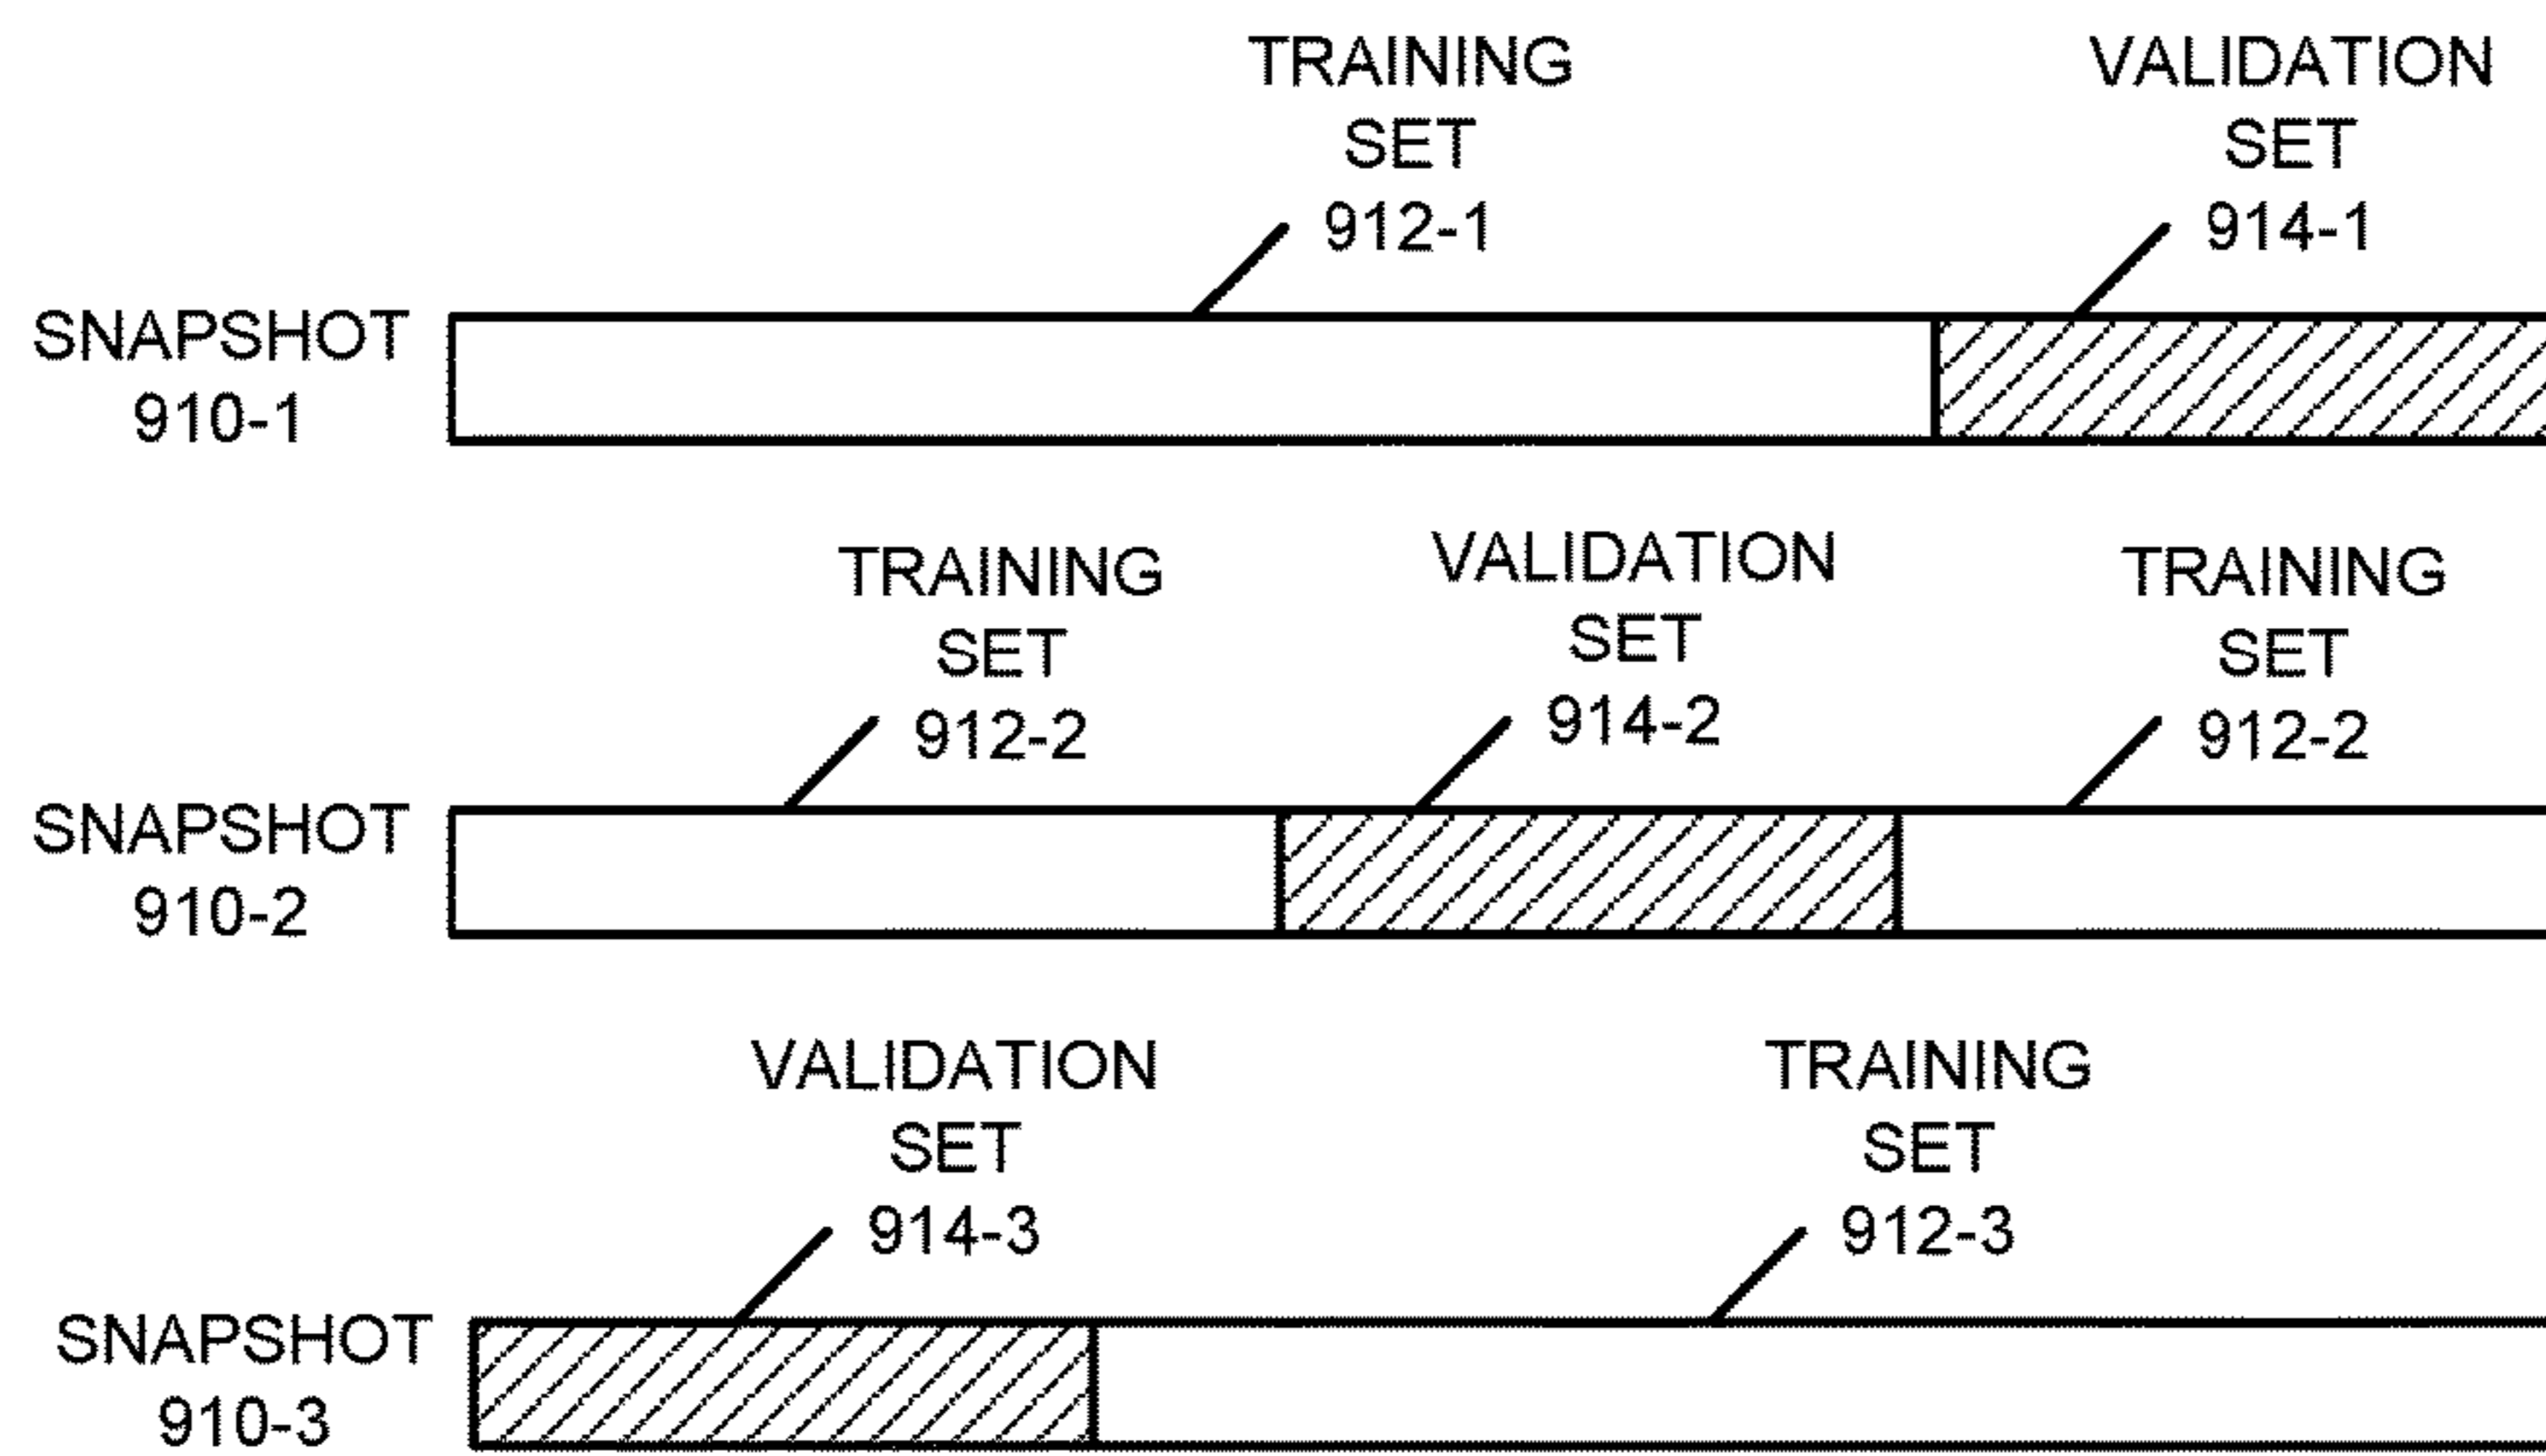 TRAINING
SET
912-1
VALIDATION
SET
914-1
SNAPSHOT
910-1
TRAINING
SET
912-2
VALIDATION
SET
914-2
TRAINING
SET
912-2
SNAPSHOT
910-2
VALIDATION
SET
914-3
TRAINING
SET
912-3
SNAPSHOT
910-3